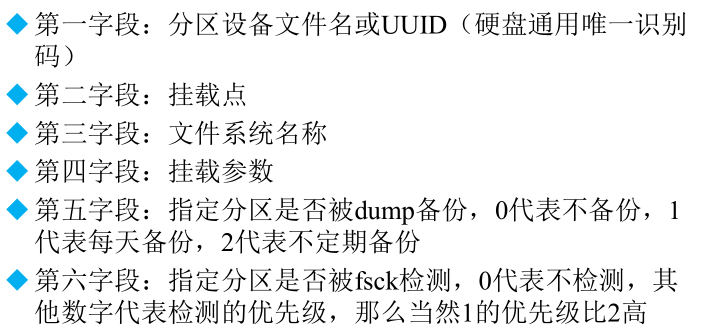 ◆ 第一字段：分区设备文件名或UUID（硬盘通用唯一识别
码）
◆ 第二字段：挂载点
◆ 第三字段：文件系统名称
◆ 第四字段：挂载参数
◆ 第五字段：指定分区是否被dump备份，0代表不备份，1
代表每天备份，2代表不定期备份
◆ 第六字段：指定分区是否被fsck检测，0代表不检测，其
他数字代表检测的优先级，那么当然1的优先级比2高